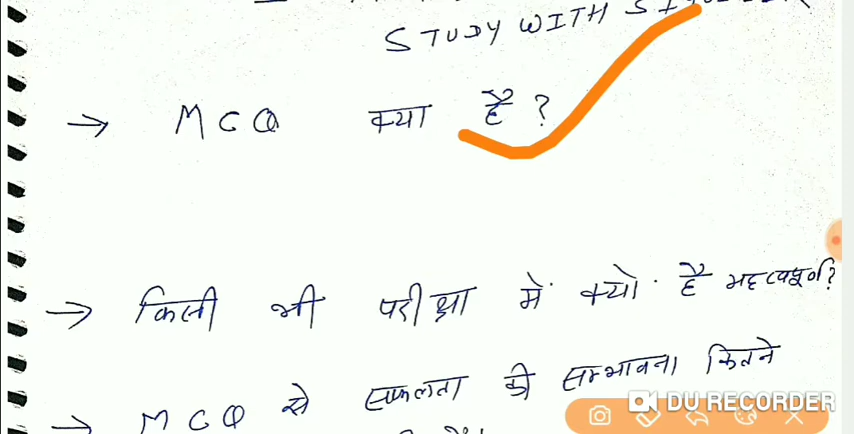 STUDY WITH
→ MCQ क्या है?
→ किसी भी परीक्षा में क्यों है महत्वपूर्ण?
→ MCQ से सफलता की सम्भावना कितने
DU RECORDER